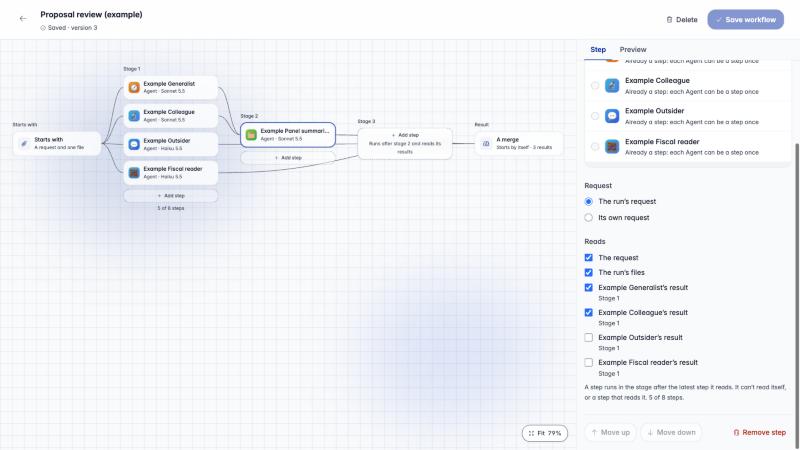 Proposal review (example)
Saved · version 3
Delete
Save workflow
Stage 1
Example Generalist
Agent · Sonnet 5.5
Example Colleague
Agent · Sonnet 5.5
Example Outsider
Agent · Haiku 5.5
Example Fiscal reader
Agent · Haiku 5.5
+ Add step
5 of 8 steps
Starts with
Starts with
A request and one file
Stage 2
Example Panel summari...
Agent · Sonnet 5.5
+ Add step
Stage 3
+ Add step
Runs after stage 2 and reads its
results
Result
A merge
Starts by itself · 3 results
Fit 79%
Step
Preview
Already a step: each Agent can be a step once
Example Colleague
Already a step: each Agent can be a step once
Example Outsider
Already a step: each Agent can be a step once
Example Fiscal reader
Already a step: each Agent can be a step once
Request
The run's request
Its own request
Reads
The request
The run's files
Example Generalist's result
Stage 1
Example Colleague's result
Stage 1
Example Outsider's result
Stage 1
Example Fiscal reader's result
Stage 1
A step runs in the stage after the latest step it reads. It can't read itself,
or a step that reads it. 5 of 8 steps.
Move up
Move down
Remove step